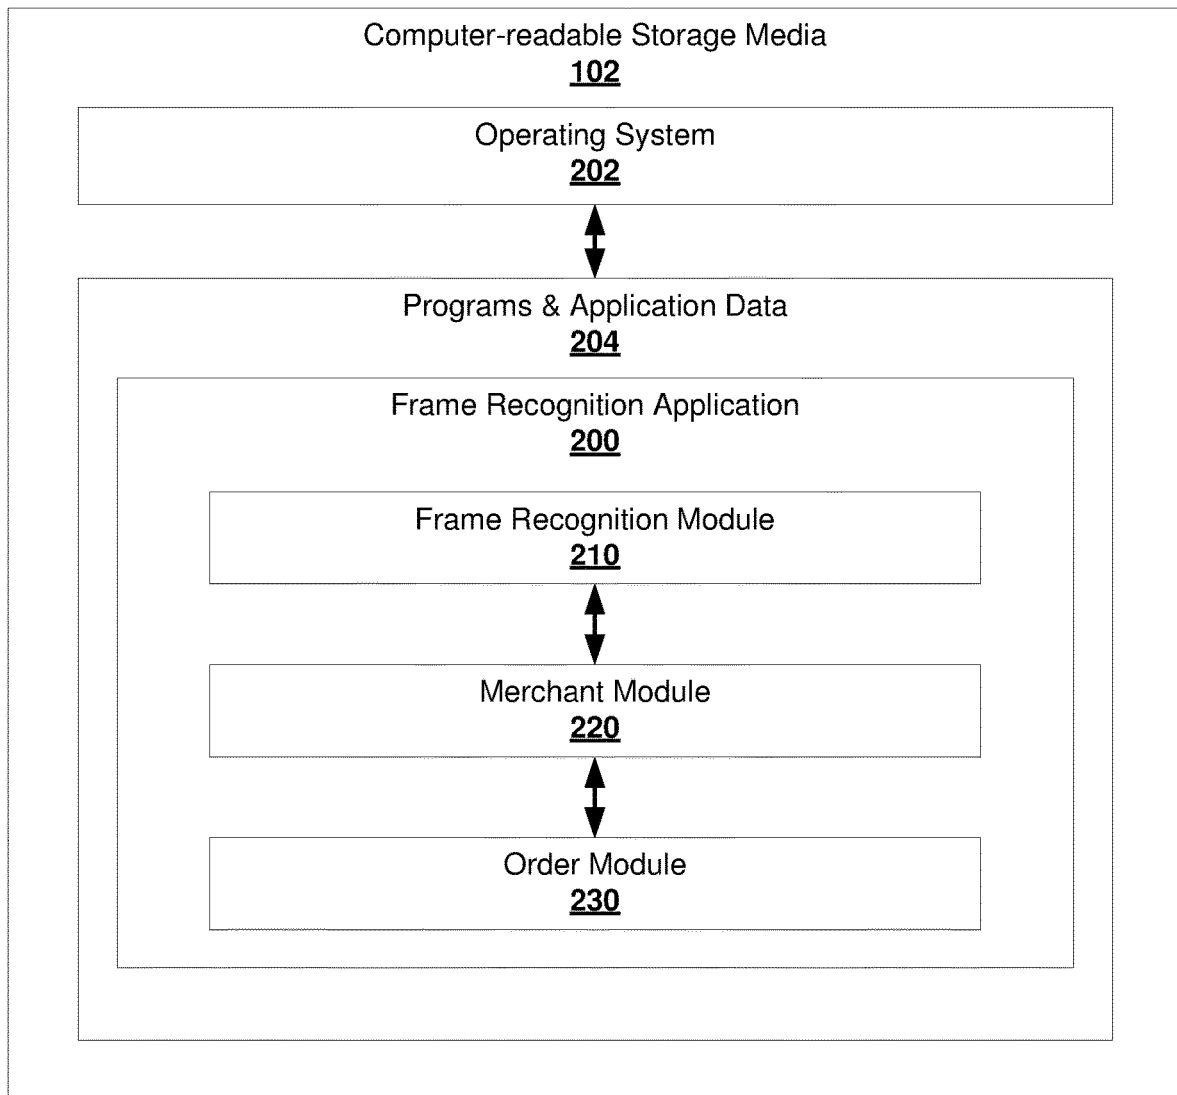 Computer-readable Storage Media
102
Operating System
202
Programs & Application Data
204
Frame Recognition Application
200
Frame Recognition Module
210
Merchant Module
220
Order Module
230